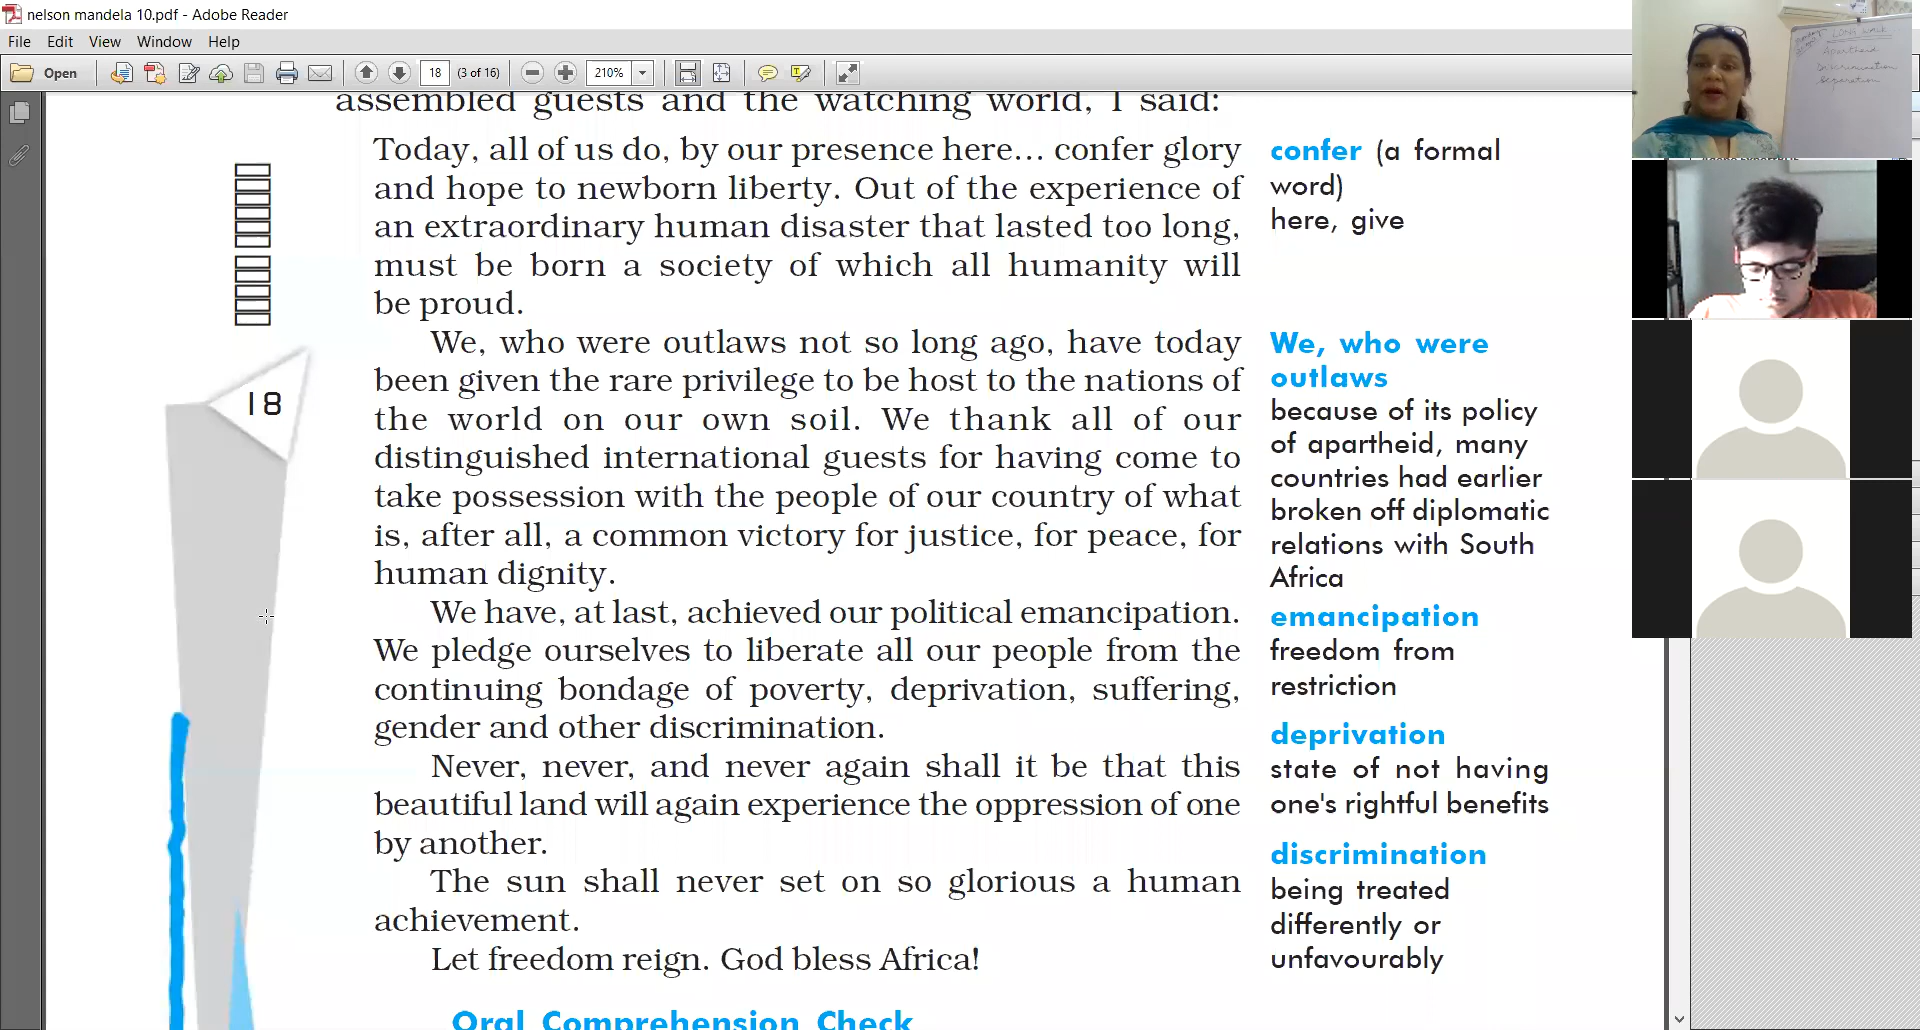 nelson mandela 10.pdf - Adobe Reader
File Edit View Window Help
Open 18 (3 of 16) 210%
assembled guests and the watching world, I said:
Today, all of us do, by our presence here... confer glory
and hope to newborn liberty. Out of the experience of
an extraordinary human disaster that lasted too long,
must be born a society of which all humanity will
be proud.
We, who were outlaws not so long ago, have today
been given the rare privilege to be host to the nations of
the world on our own soil. We thank all of our
distinguished international guests for having come to
take possession with the people of our country of what
is, after all, a common victory for justice, for peace, for
human dignity.
We have, at last, achieved our political emancipation.
We pledge ourselves to liberate all our people from the
continuing bondage of poverty, deprivation, suffering,
gender and other discrimination.
Never, never, and never again shall it be that this
beautiful land will again experience the oppression of one
by another.
The sun shall never set on so glorious a human
achievement.
Let freedom reign. God bless Africa!
Oral Comprehension Check
18
confer (a formal
word)
here, give
We, who were
outlaws
because of its policy
of apartheid, many
countries had earlier
broken off diplomatic
relations with South
Africa
emancipation
freedom from
restriction
deprivation
state of not having
one's rightful benefits
discrimination
being treated
differently or
unfavourably
LONG WALK
Apartheid
Discrimination
Separation